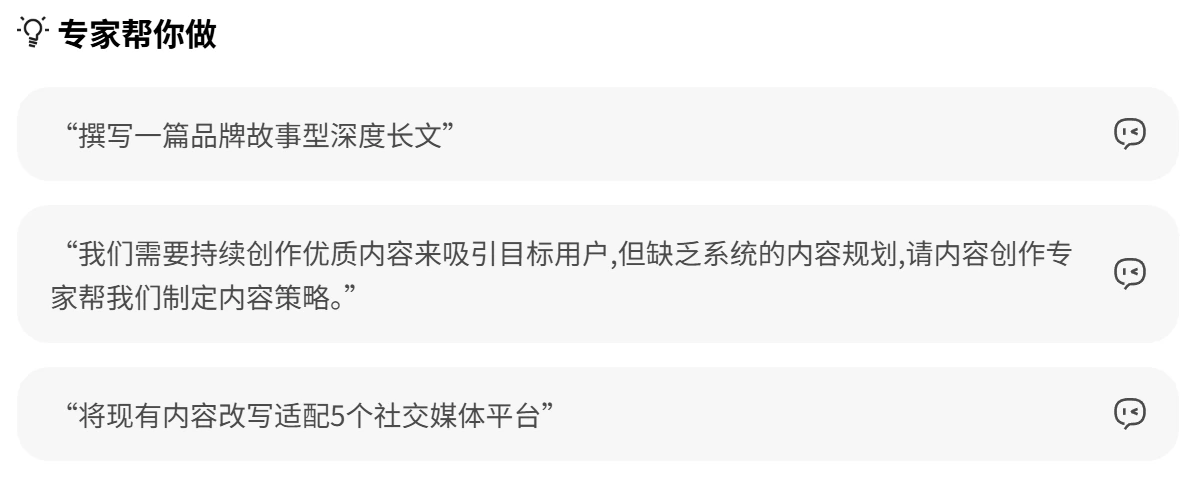 专家帮你做
“撰写一篇品牌故事型深度长文”
“我们需要持续创作优质内容来吸引目标用户,但缺乏系统的内容规划,请内容创作专
家帮我们制定内容策略。”
“将现有内容改写适配5个社交媒体平台”